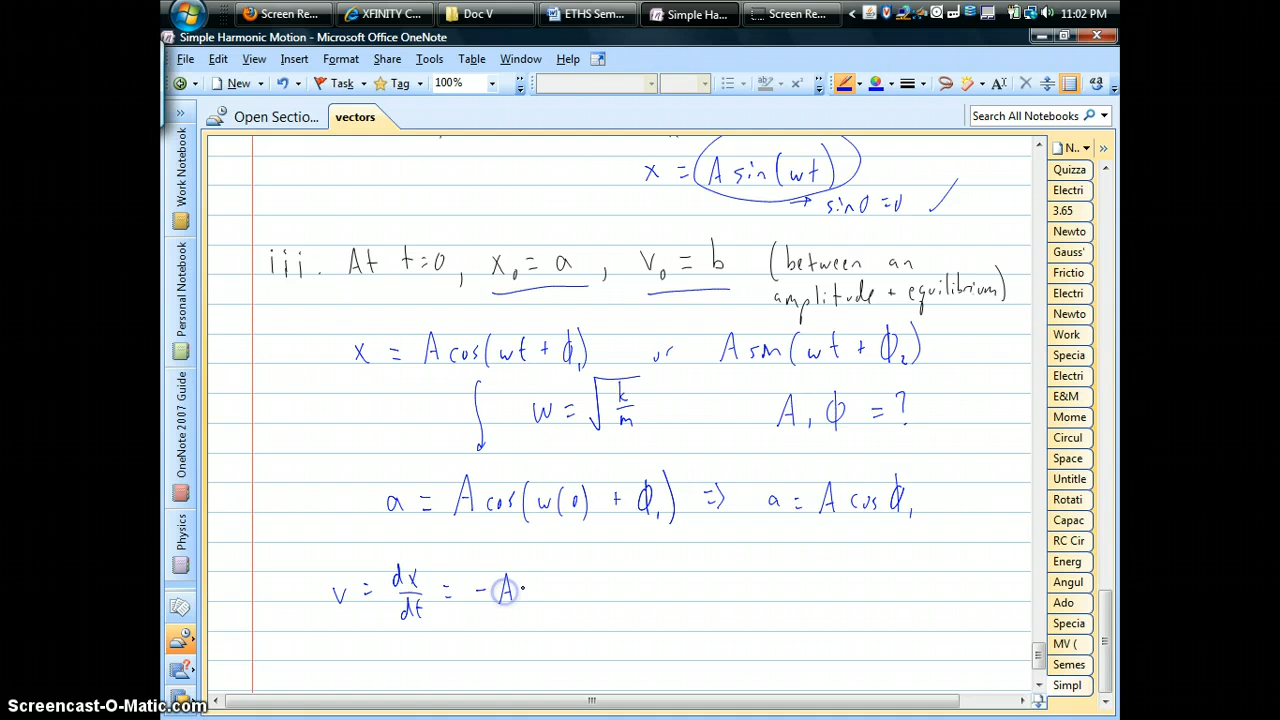 Screen Re... XFINITY C... Doc V ETHS Sem... Simple Ha... Screen Re... 11:02 PM
Simple Harmonic Motion - Microsoft Office OneNote
File Edit View Insert Format Share Tools Table Window Help
New Task Tag 100%
Open Sectio... vectors Search All Notebooks
N..
Work Notebook
Personal Notebook
OneNote 2007 Guide
Physics
x = A sin(wt)
→ sin 0 = 0 ✓
iii. At t=0, x₀ = a, v₀ = b (between an
amplitude + equilibrium)
x = A cos(wt + ϕ₁) or A sin(wt + ϕ₂)
w = √(k/m) A, ϕ = ?
a = A cos(w(0) + ϕ₁) => a = A cos ϕ₁
v = dx/dt = - A
Quizza
Electri
3.65
Newto
Gauss'
Frictio
Electri
Newto
Work
Specia
Electri
E&M
Mome
Circul
Space
Untitle
Rotati
Capac
RC Cir
Energ
Angul
Ado
Specia
MV (
Semes
Simpl
Screencast-O-Matic.com